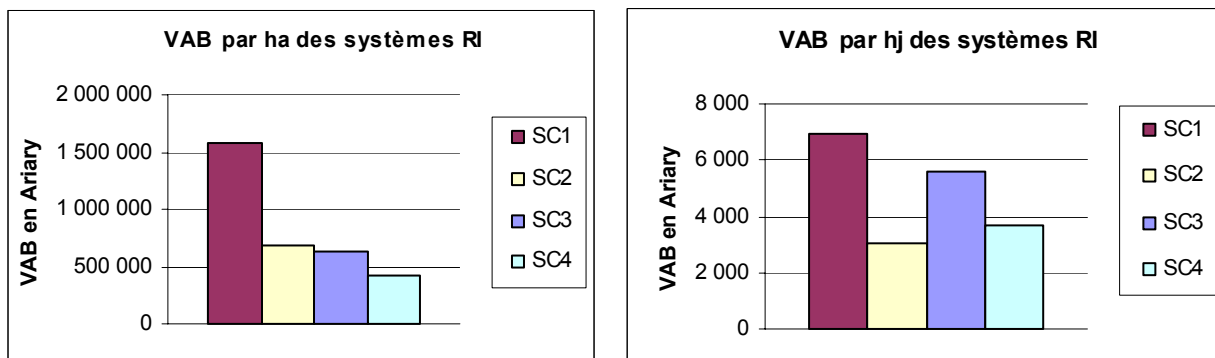 VAB par ha des systèmes RI
VAB en Ariary
2 000 000
1 500 000
1 000 000
500 000
0
SC1
SC2
SC3
SC4
VAB par hj des systèmes RI
VAB en Ariary
8 000
6 000
4 000
2 000
0
SC1
SC2
SC3
SC4